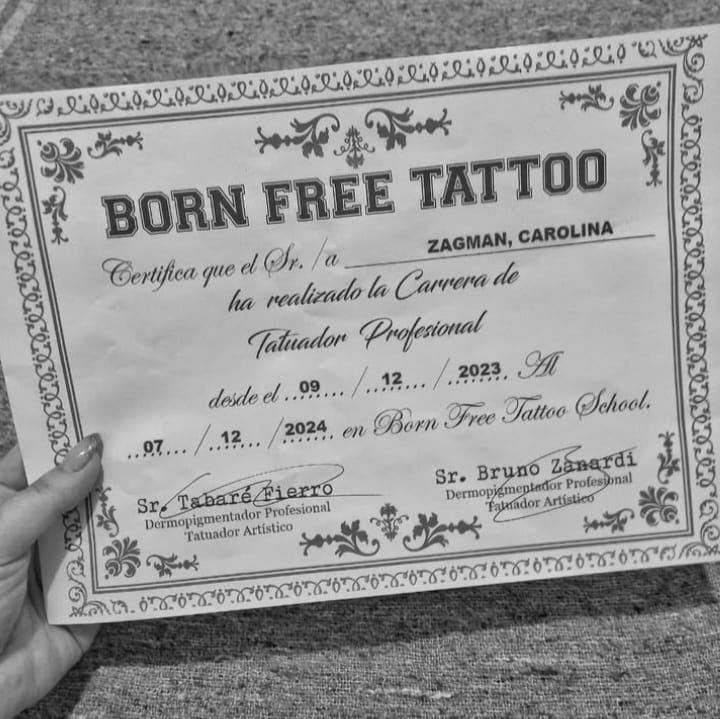 BORN FREE TATTOO
Certifica que el Sr. /a ZAGMAN, CAROLINA
ha realizado la Carrera de
Tatuador Profesional
desde el ..09..../..12..../..2023.. Al
..07..../..12..../2024.. en Born Free Tattoo School.
Sr. Tabaré Fierro
Dermopigmentador Profesional
Tatuador Artístico
Sr. Bruno Zanardi
Dermopigmentador Profesional
Tatuador Artístico